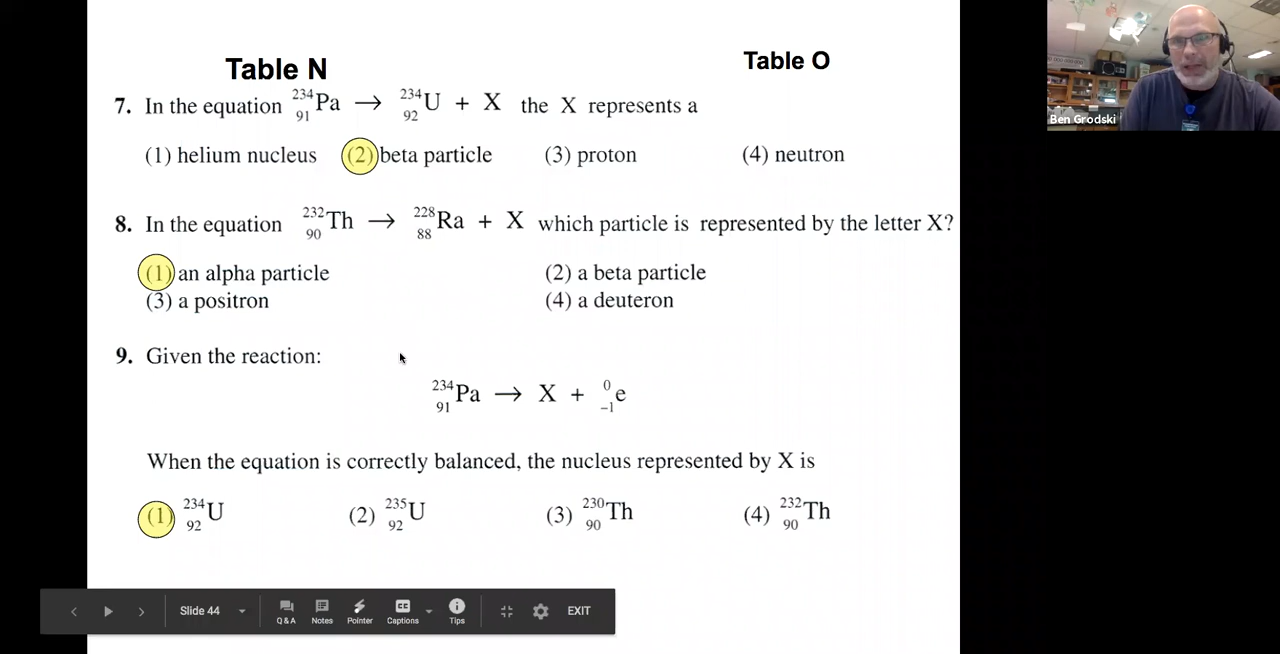 Table N
Table O
7. In the equation ²³⁴₉₁Pa → ²³⁴₉₂U + X the X represents a
(1) helium nucleus (2) beta particle (3) proton (4) neutron
8. In the equation ²³²₉₀Th → ²²⁸₈₈Ra + X which particle is represented by the letter X?
(1) an alpha particle (2) a beta particle
(3) a positron (4) a deuteron
9. Given the reaction:
²³⁴₉₁Pa → X + ⁰₋₁e
When the equation is correctly balanced, the nucleus represented by X is
(1) ²³⁴₉₂U (2) ²³⁵₉₂U (3) ²³⁰₉₀Th (4) ²³²₉₀Th
Slide 44
Q & A Notes Pointer Captions Tips EXIT
CC
Ben Grodski